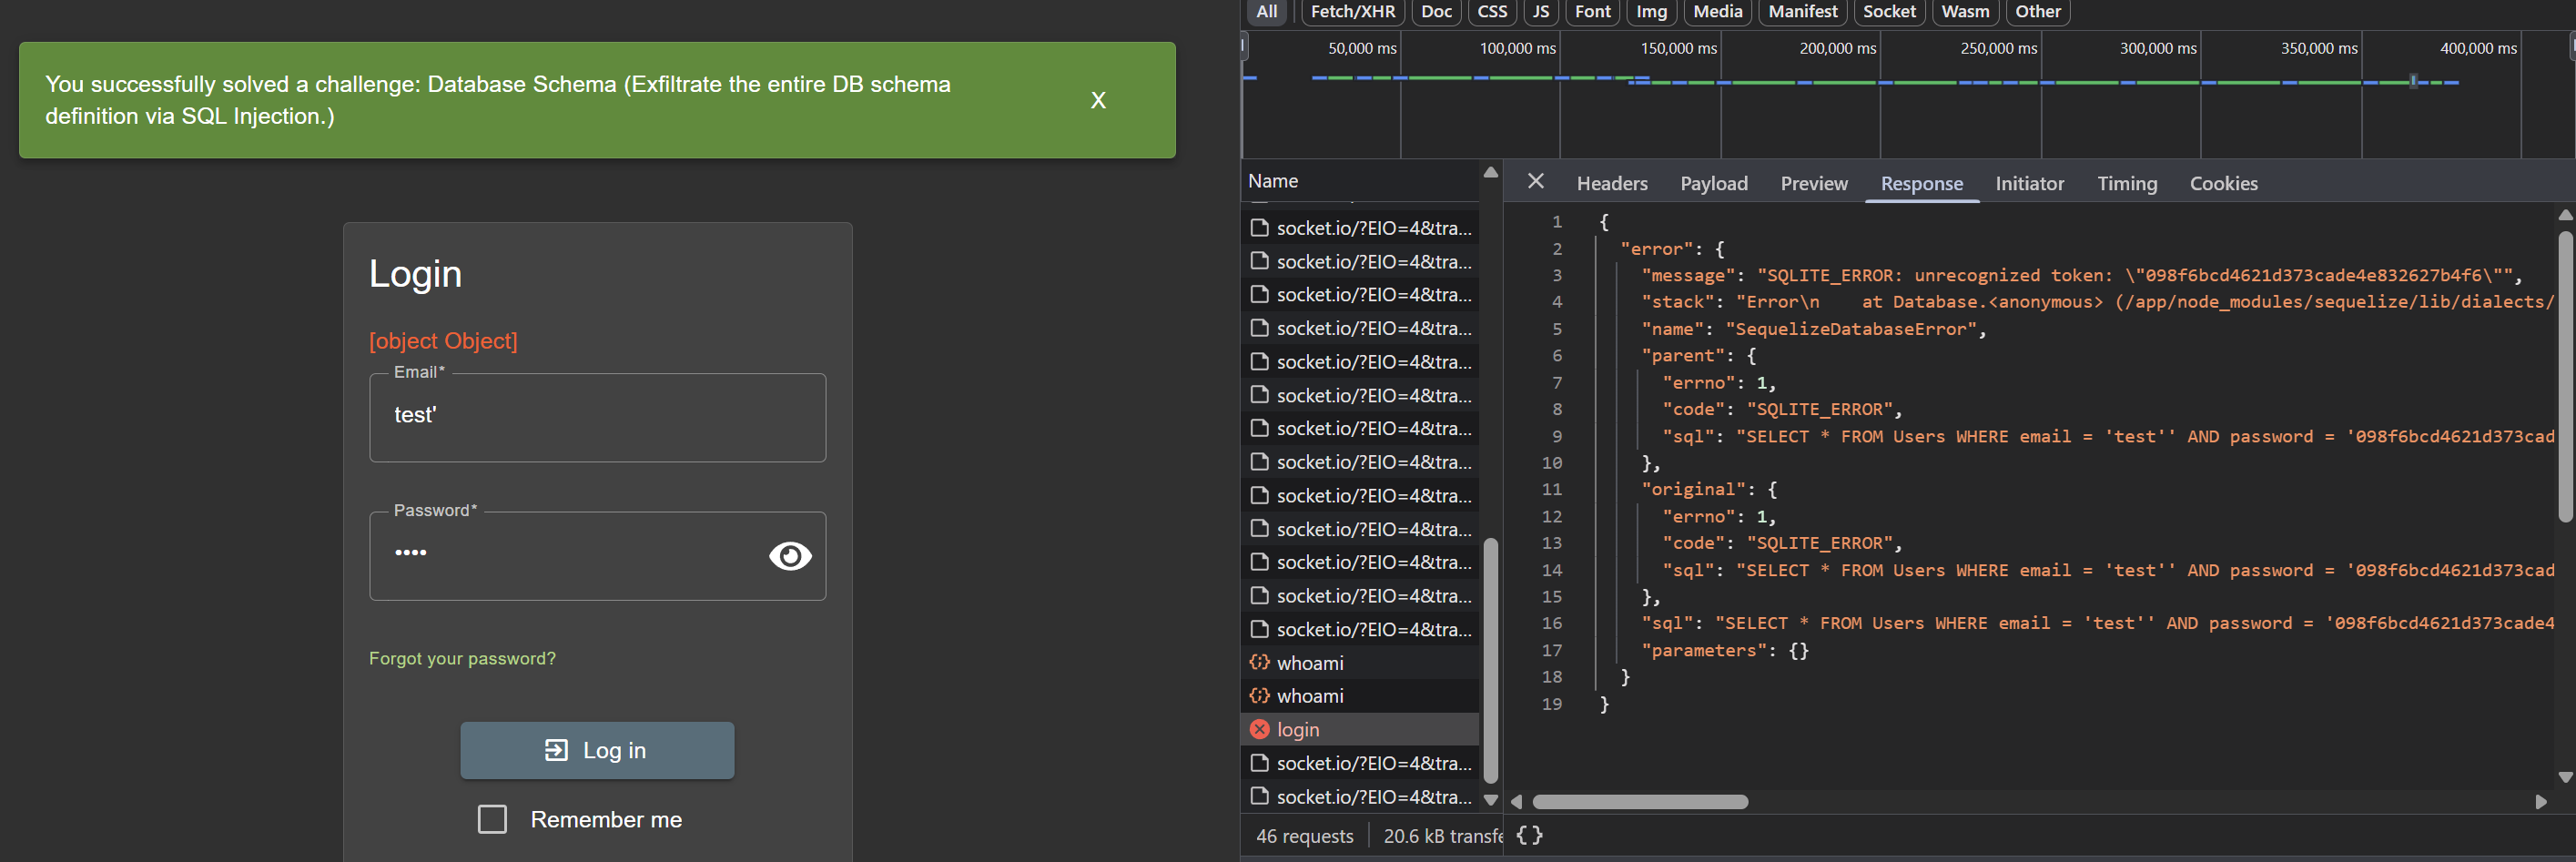 You successfully solved a challenge: Database Schema (Exfiltrate the entire DB schema
definition via SQL Injection.)
X
Login
[object Object]
Email*
test'
Password*
••••
Forgot your password?
Log in
Remember me
All Fetch/XHR Doc CSS JS Font Img Media Manifest Socket Wasm Other
50,000 ms 100,000 ms 150,000 ms 200,000 ms 250,000 ms 300,000 ms 350,000 ms 400,000 ms
Name
socket.io/?EIO=4&tra...
socket.io/?EIO=4&tra...
socket.io/?EIO=4&tra...
socket.io/?EIO=4&tra...
socket.io/?EIO=4&tra...
socket.io/?EIO=4&tra...
socket.io/?EIO=4&tra...
socket.io/?EIO=4&tra...
socket.io/?EIO=4&tra...
socket.io/?EIO=4&tra...
socket.io/?EIO=4&tra...
socket.io/?EIO=4&tra...
socket.io/?EIO=4&tra...
whoami
whoami
login
socket.io/?EIO=4&tra...
socket.io/?EIO=4&tra...
46 requests 20.6 kB transfe
Headers Payload Preview Response Initiator Timing Cookies
1 {
2 "error": {
3 "message": "SQLITE_ERROR: unrecognized token: \"098f6bcd4621d373cade4e832627b4f6\"",
4 "stack": "Error\n    at Database.<anonymous> (/app/node_modules/sequelize/lib/dialects/
5 "name": "SequelizeDatabaseError",
6 "parent": {
7 "errno": 1,
8 "code": "SQLITE_ERROR",
9 "sql": "SELECT * FROM Users WHERE email = 'test'' AND password = '098f6bcd4621d373cad
10 },
11 "original": {
12 "errno": 1,
13 "code": "SQLITE_ERROR",
14 "sql": "SELECT * FROM Users WHERE email = 'test'' AND password = '098f6bcd4621d373cad
15 },
16 "sql": "SELECT * FROM Users WHERE email = 'test'' AND password = '098f6bcd4621d373cade4
17 "parameters": {}
18 }
19 }
{}